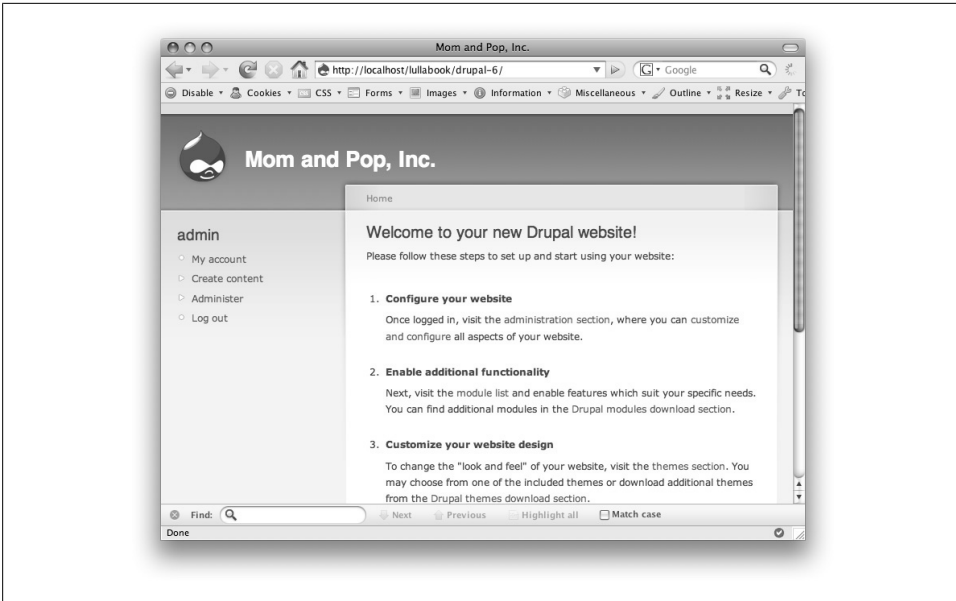 Mom and Pop, Inc.
http://localhost/lullabook/drupal-6/
G Google
Disable Cookies CSS Forms Images Information Miscellaneous Outline Resize To
Mom and Pop, Inc.
Home
admin
My account
Create content
Administer
Log out
Welcome to your new Drupal website!
Please follow these steps to set up and start using your website:
1. Configure your website
Once logged in, visit the administration section, where you can customize
and configure all aspects of your website.
2. Enable additional functionality
Next, visit the module list and enable features which suit your specific needs.
You can find additional modules in the Drupal modules download section.
3. Customize your website design
To change the "look and feel" of your website, visit the themes section. You
may choose from one of the included themes or download additional themes
from the Drupal themes download section.
Find: Next Previous Highlight all Match case
Done